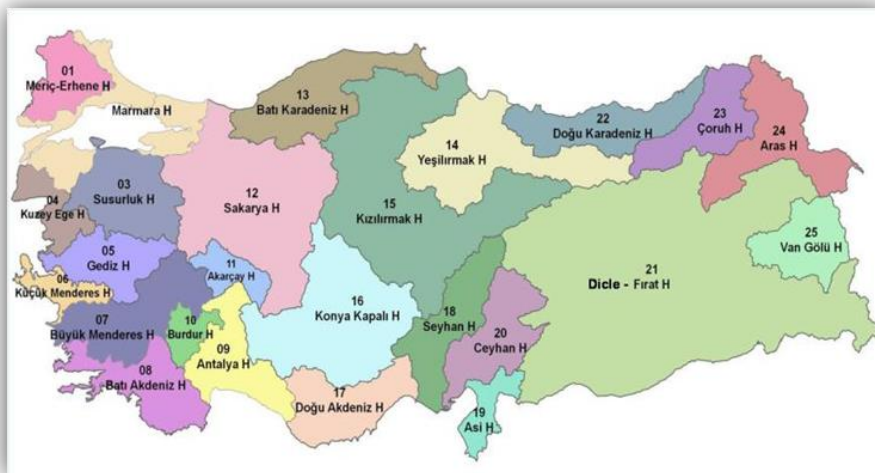 01
Meriç-Erhene H
Marmara H
03
Susurluk H
04
Kuzey Ege H
05
Gediz H
06
Küçük Menderes H
07
Büyük Menderes H
08
Batı Akdeniz H
09
Antalya H
10
Burdur H
11
Akarçay H
12
Sakarya H
13
Batı Karadeniz H
14
Yeşilırmak H
15
Kızılırmak H
16
Konya Kapalı H
17
Doğu Akdeniz H
18
Seyhan H
19
Asi H
20
Ceyhan H
21
Dicle - Fırat H
22
Doğu Karadeniz H
23
Çoruh H
24
Aras H
25
Van Gölü H